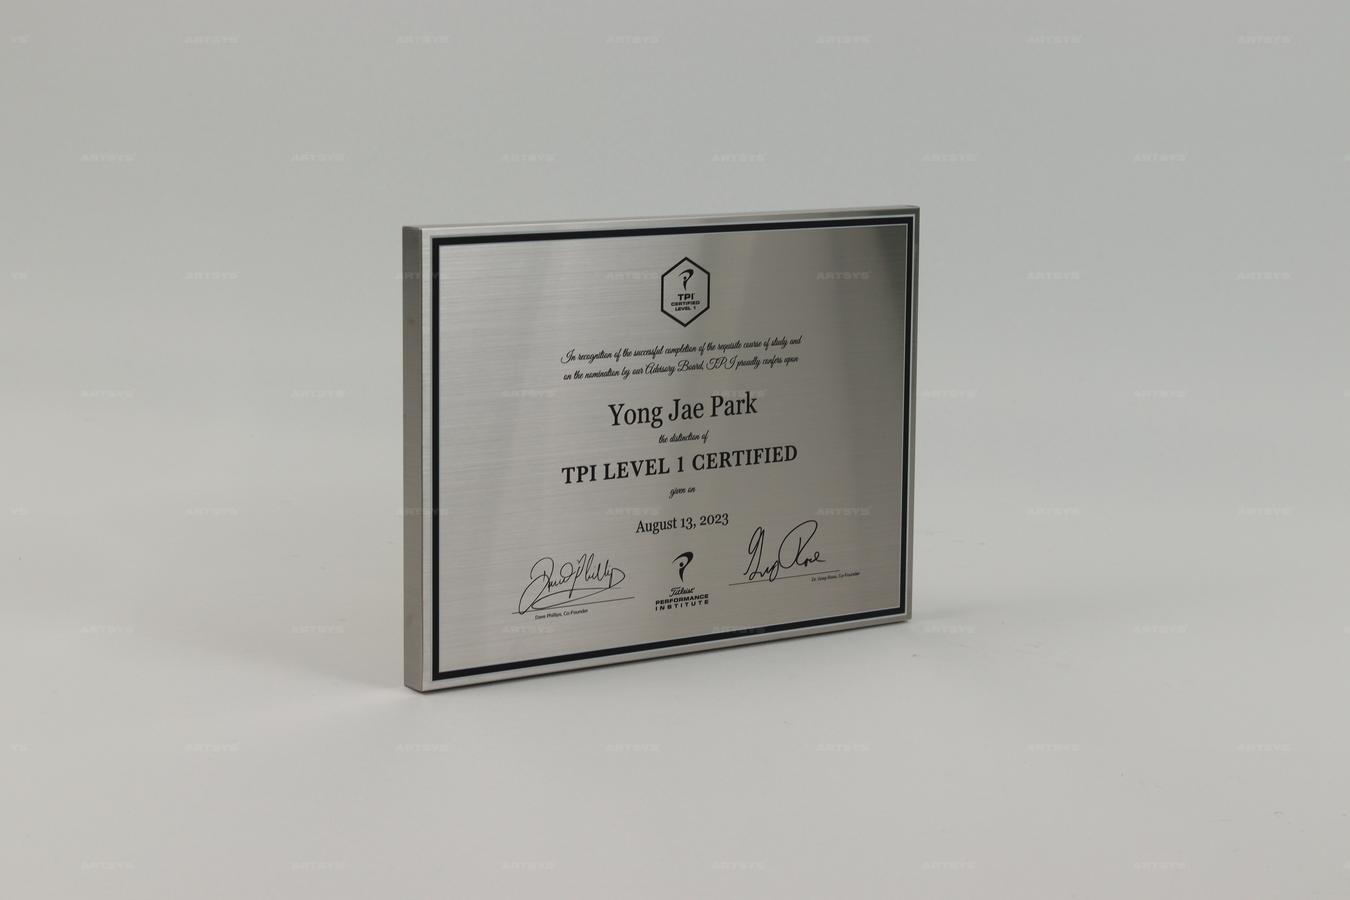 TPI
CERTIFIED
LEVEL 1
In recognition of the successful completion of the requisite course of study and
on the nomination by our Advisory Board, TPI proudly confers upon
Yong Jae Park
the distinction of
TPI LEVEL 1 CERTIFIED
given on
August 13, 2023
Dave Phillips, Co-Founder
Titleist
PERFORMANCE
INSTITUTE
Dr. Greg Rose, Co-Founder
ARTSYS